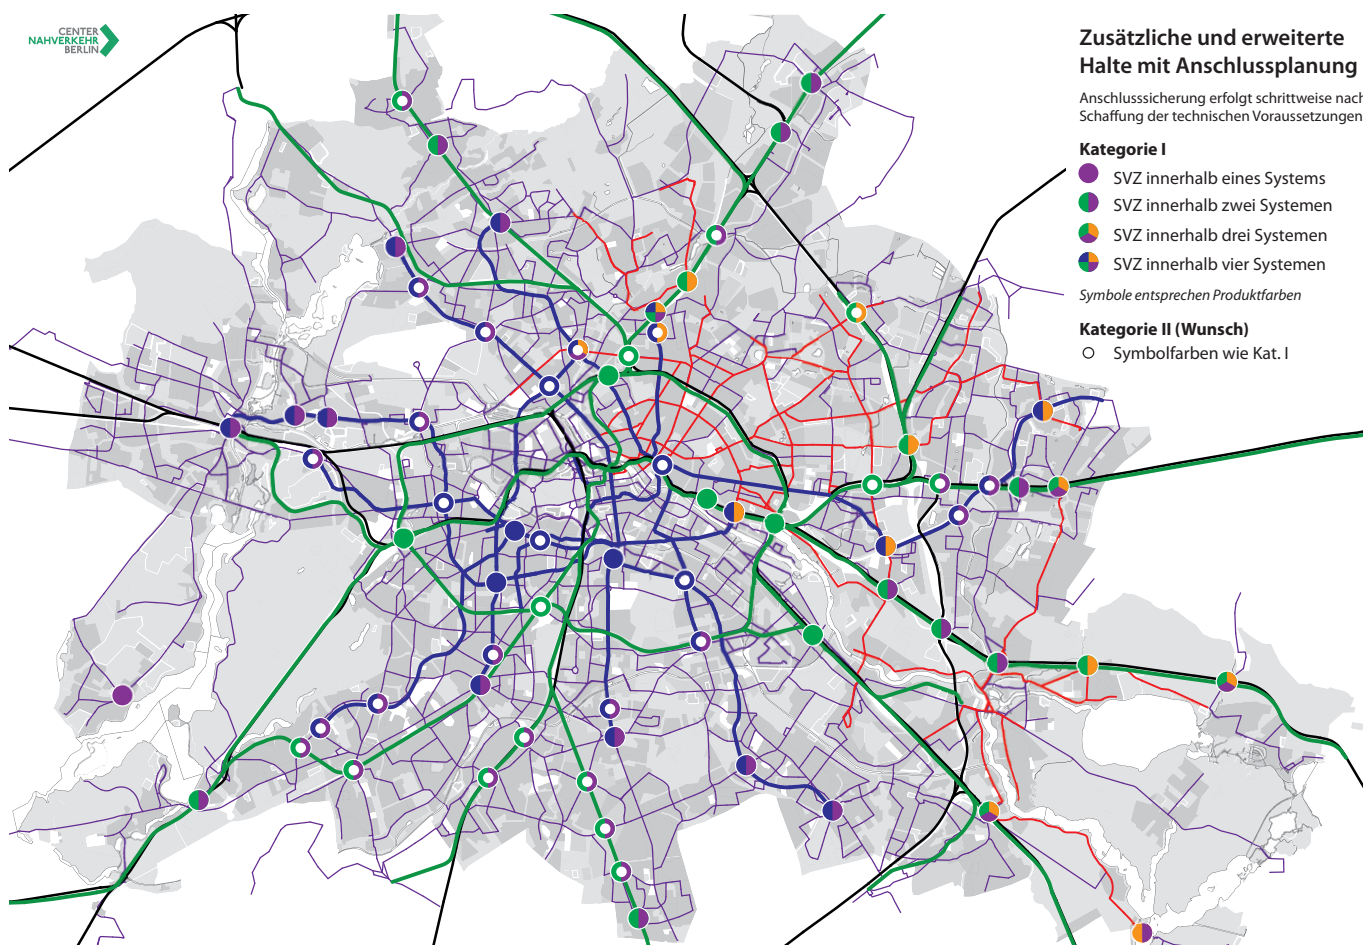 CENTER
NAHVERKEHR
BERLIN
Zusätzliche und erweiterte
Halte mit Anschlussplanung
Anschlusssicherung erfolgt schrittweise nach
Schaffung der technischen Voraussetzungen
Kategorie I
SVZ innerhalb eines Systems
SVZ innerhalb zwei Systemen
SVZ innerhalb drei Systemen
SVZ innerhalb vier Systemen
Symbole entsprechen Produktfarben
Kategorie II (Wunsch)
Symbolfarben wie Kat. I